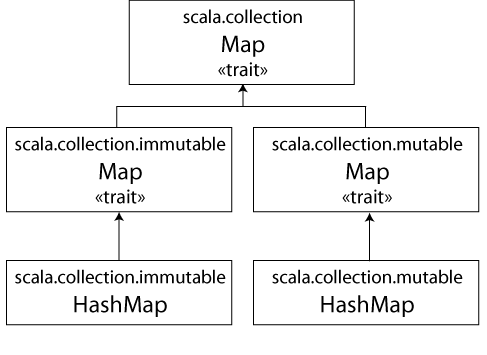 scala.collection
Map
«trait»
scala.collection.immutable
Map
«trait»
scala.collection.mutable
Map
«trait»
scala.collection.immutable
HashMap
scala.collection.mutable
HashMap